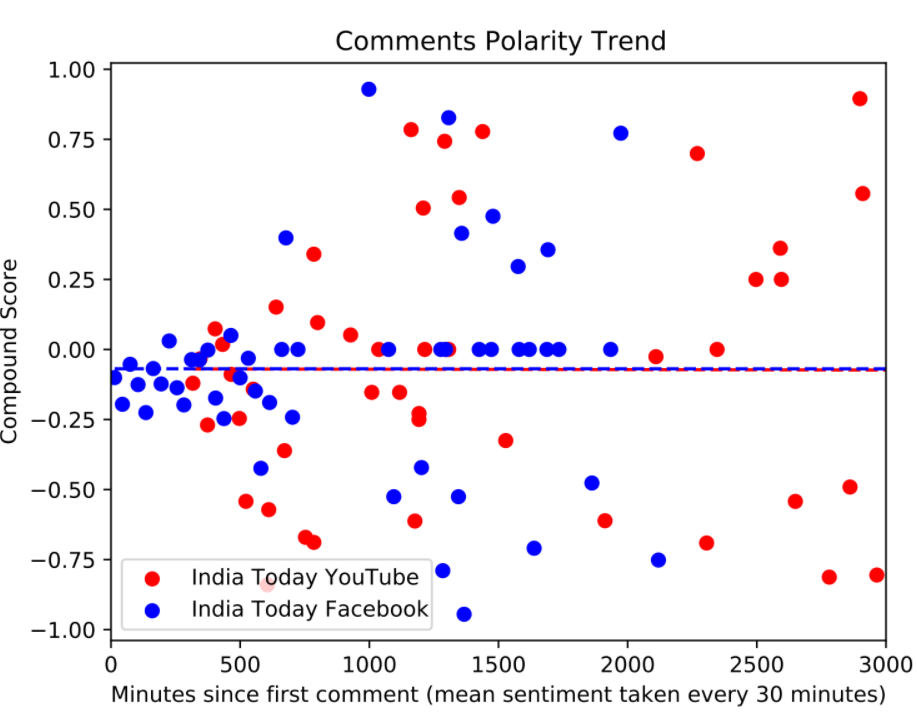 Comments Polarity Trend
1.00
0.75
0.50
0.25
0.00
−0.25
−0.50
−0.75
−1.00
Compound Score
India Today YouTube
India Today Facebook
0 500 1000 1500 2000 2500 3000
Minutes since first comment (mean sentiment taken every 30 minutes)